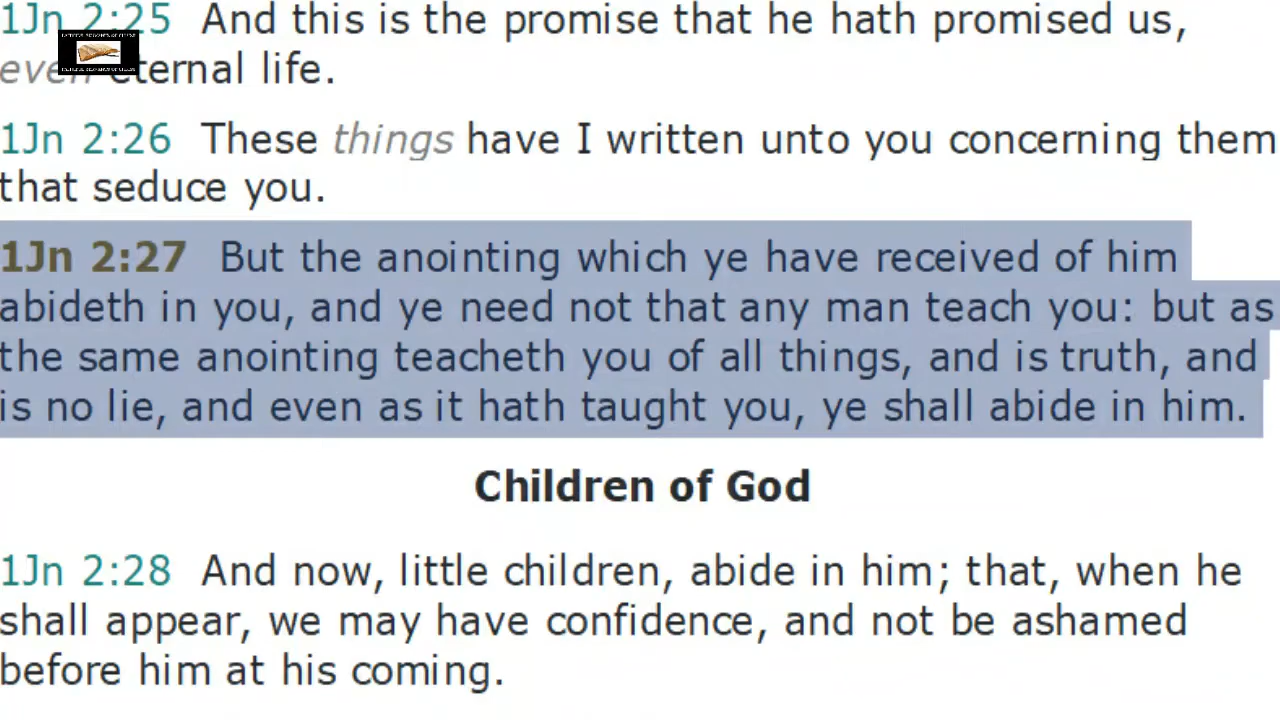 1Jn 2:25 And this is the promise that he hath promised us,
even eternal life.
1Jn 2:26 These things have I written unto you concerning them
that seduce you.
1Jn 2:27 But the anointing which ye have received of him
abideth in you, and ye need not that any man teach you: but as
the same anointing teacheth you of all things, and is truth, and
is no lie, and even as it hath taught you, ye shall abide in him.
Children of God
1Jn 2:28 And now, little children, abide in him; that, when he
shall appear, we may have confidence, and not be ashamed
before him at his coming.